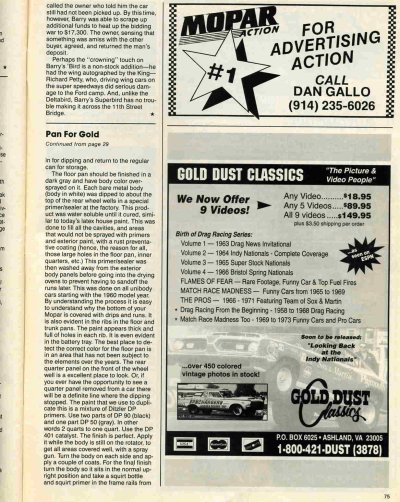 called the owner who told him the car
still had not been picked up. By this time,
however, Barry was able to scrape up
additional funds to heat up the bidding
war to $17,300. The owner, sensing that
something was amiss with the other
buyer, agreed, and returned the man's
deposit.
Perhaps the "crowning" touch on
Barry's 'Bird is a non-stock addition—he
had the wing autographed by the King—
Richard Petty, who, driving wing cars on
the super speedways did serious dam-
age to the Ford camp. And, unlike the
Deltabird, Barry's Superbird has no trou-
ble making it across the 11th Street
Bridge. ★
Pan For Gold
Continued from page 29
in for dipping and return to the regular
can for storage.
The floor pan should be finished in a
dark gray and have body color over-
sprayed on it. Each bare metal body
(body in white) was dipped to about the
top of the rear wheel wells in a special
primer/sealer at the factory. This prod-
uct was water soluble until it cured, simi-
lar to today's latex house paint. This was
done to fill all the cavities, and areas
that would not be sprayed with primers
and exterior paint, with a rust preventa-
tive coating (hence, the reason for all,
those large holes in the floor pan, inner
quarters, etc.) This primer/sealer was
then washed away from the exterior
body panels before going into the drying
ovens to prevent having to sandoff the
runs later. This was done on all unibody
cars starting with the 1960 model year.
By understanding the process it is easy
to understand why the bottom of your
Mopar is covered with drips and runs. It
is also evident in the ribs in the floor and
trunk pans. The paint appears thick and
full of holes in each rib. It is even evident
in the battery tray. The best place to de-
tect the correct color for the floor pan is
in an area that has not been subject to
the elements over the years. The rear
quarter panel on the front of the wheel
well is a excellent place to look. Or, if
you ever have the opportunity to see a
quarter panel removed from a car there
will be a definite line where the dipping
stopped. The paint that we use to dupli-
cate this is a mixture of Ditzler DP
primers. Use two parts of DP 90 (black)
and one part DP 50 (gray). In other
words 2 quarts to one quart. Use the DP
401 catalyst. The finish is perfect. Apply
it while the body is still on the rotator, to
get all areas covered well, with a spray
gun. Turn the body on each side and ap-
ply a couple of coats. For the final finish
turn the body so it sits in the normal up-
right position and take a squirt bottle
and squirt primer in the frame rails from
MOPAR
ACTION
#1
FOR
ADVERTISING
ACTION
CALL
DAN GALLO
(914) 235-6026
GOLD DUST CLASSICS
"The Picture &
Video People"
We Now Offer
9 Videos!
Any Video.........$18.95
Any 5 Videos.....$89.95
All 9 videos .....$149.95
plus $3.50 shipping per order
Birth of Drag Racing Series:
Volume 1 — 1963 Drag News Invitational
Volume 2 — 1964 Indy Nationals - Complete Coverage
Volume 3 — 1965 Super Stock Nationals
Volume 4 — 1966 Bristol Spring Nationals
FLAMES OF FEAR — Rare Footage, Funny Car & Top Fuel Fires
MATCH RACE MADNESS — Funny Cars from 1965 to 1969
THE PROS — 1966 - 1971 Featuring Team of Sox & Martin
• Drag Racing From the Beginning - 1958 to 1968 Drag Racing
• Match Race Madness Too - 1969 to 1973 Funny Cars and Pro Cars
Soon to be released:
"Looking Back
at the
Indy Nationals"
...over 450 colored
vintage photos in stock!
GOLD DUST
Classics
P.O. BOX 6025 • ASHLAND, VA 23005
1-800-421-DUST (3878)
75